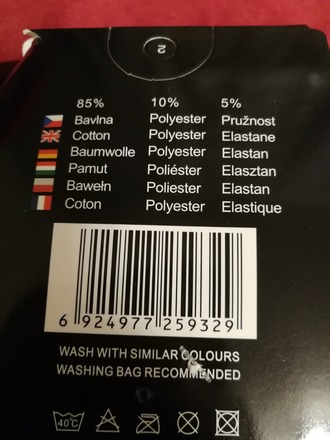 2
85% 10% 5%
Bavlna Polyester Pružnost
Cotton Polyester Elastane
Baumwolle Polyester Elastan
Pamut Poliészter Elasztan
Bawełn Poliester Elastan
Coton Polyester Elastique
6 924977 259329
WASH WITH SIMILAR COLOURS
WASHING BAG RECOMMENDED
40°C